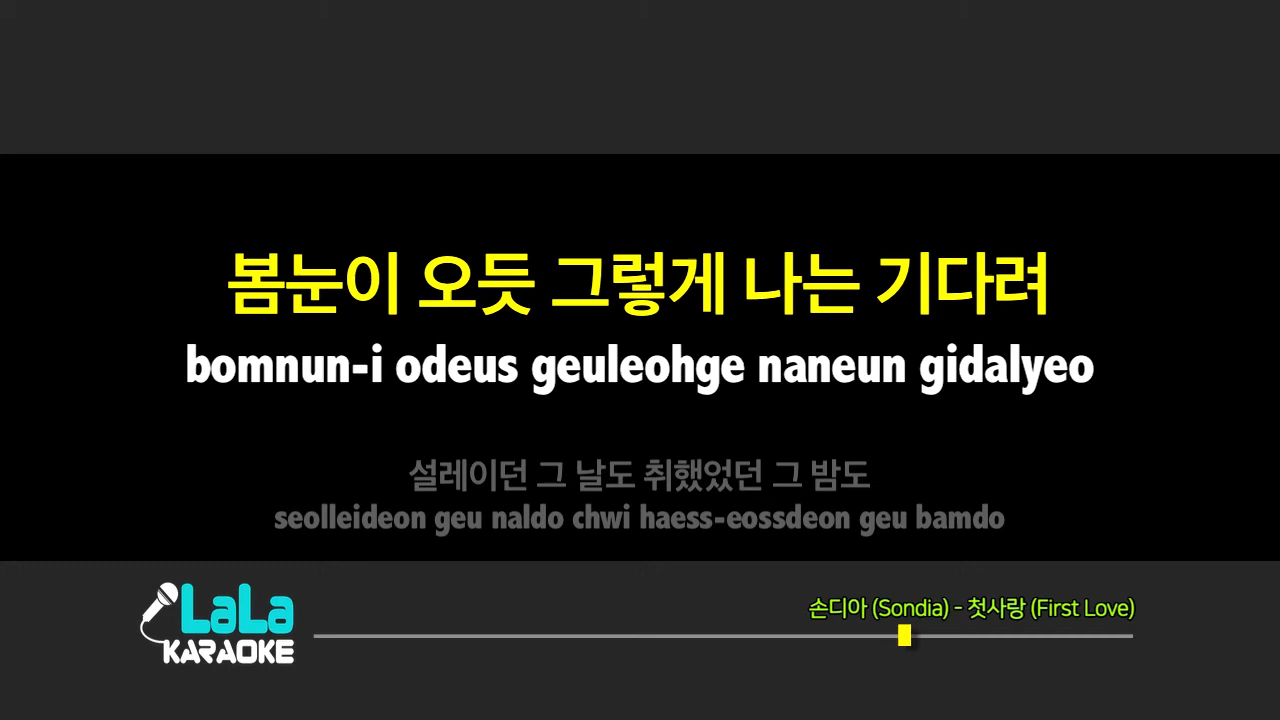 봄눈이 오듯 그렇게 나는 기다려
bomnun-i odeus geuleohge naneun gidalyeo
설레이던 그 날도 취했었던 그 밤도
seolleideon geu naldo chwi haess-eossdeon geu bamdo
손디아 (Sondia) - 첫사랑 (First Love)
LaLa
KARAOKE